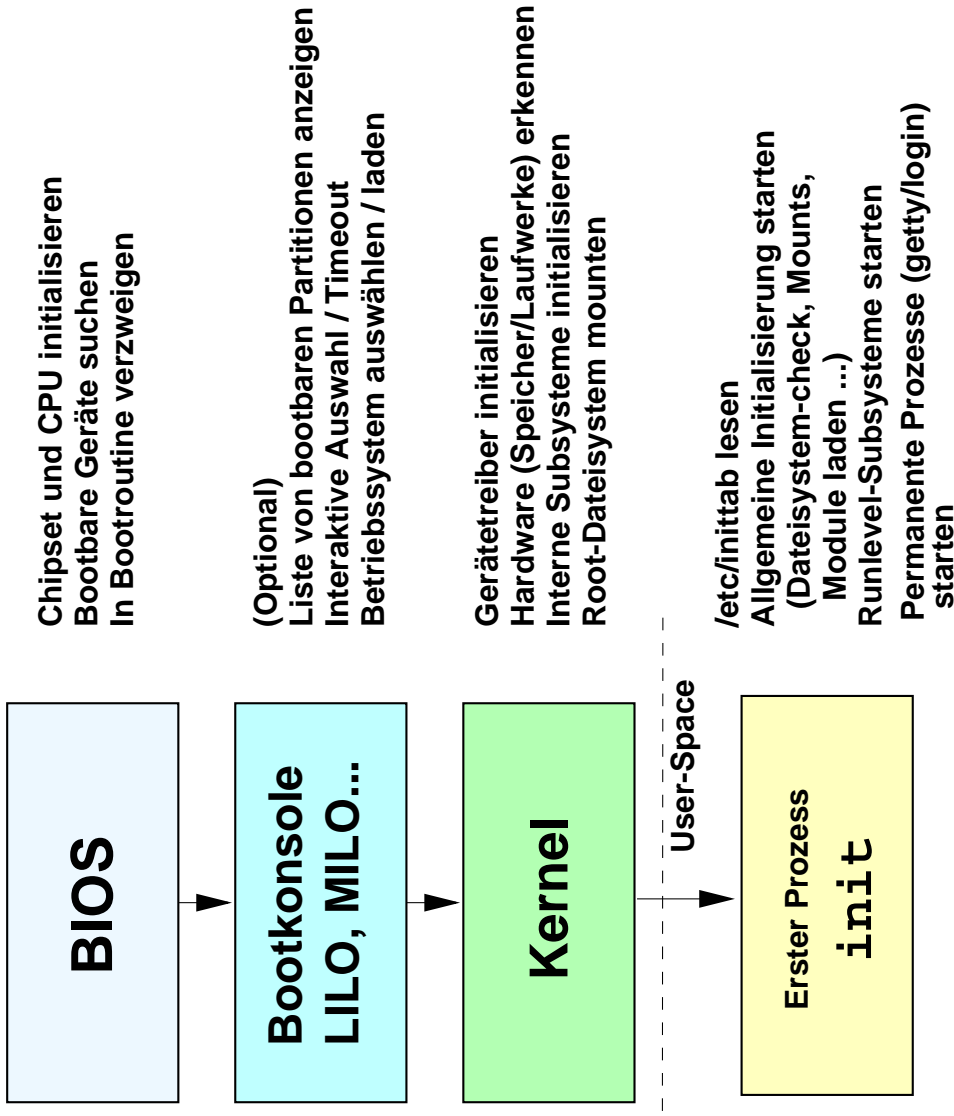 BIOS
Chipset und CPU initialisieren
Bootbare Geräte suchen
In Bootroutine verzweigen
Bootkonsole
LILO, MILO...
(Optional)
Liste von bootbaren Partitionen anzeigen
Interaktive Auswahl / Timeout
Betriebssystem auswählen / laden
Kernel
Gerätetreiber initialisieren
Hardware (Speicher/Laufwerke) erkennen
Interne Subsysteme initialisieren
Root-Dateisystem mounten
User-Space
Erster Prozess
init
/etc/inittab lesen
Allgemeine Initialisierung starten
(Dateisystem-check, Mounts,
Module laden ...)
Runlevel-Subsysteme starten
Permanente Prozesse (getty/login)
starten